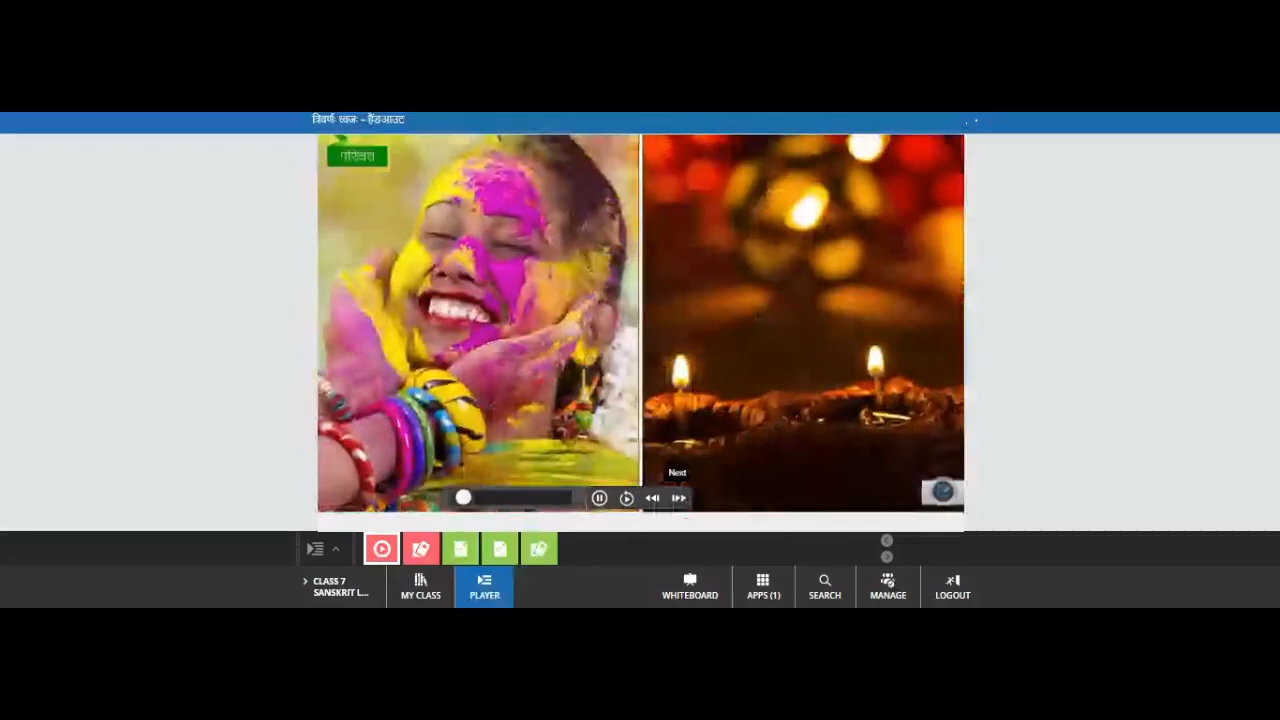 त्रिवर्णः ध्वजः – हैंडआउट
Next
CLASS 7
SANSKRIT L...
MY CLASS
PLAYER
WHITEBOARD
APPS (1)
SEARCH
MANAGE
LOGOUT